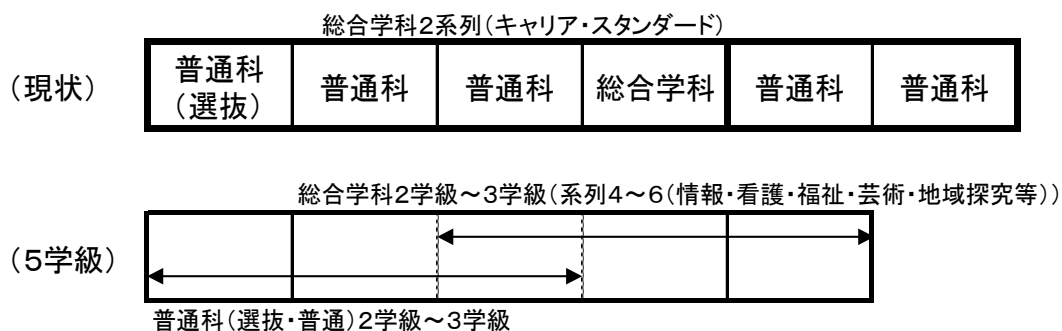 総合学科2系列(キャリア・スタンダード)
(現状) 普通科(選抜) 普通科 普通科 総合学科 普通科 普通科
総合学科2学級~3学級(系列4~6(情報・看護・福祉・芸術・地域探究等))
(5学級)
普通科(選抜・普通)2学級~3学級